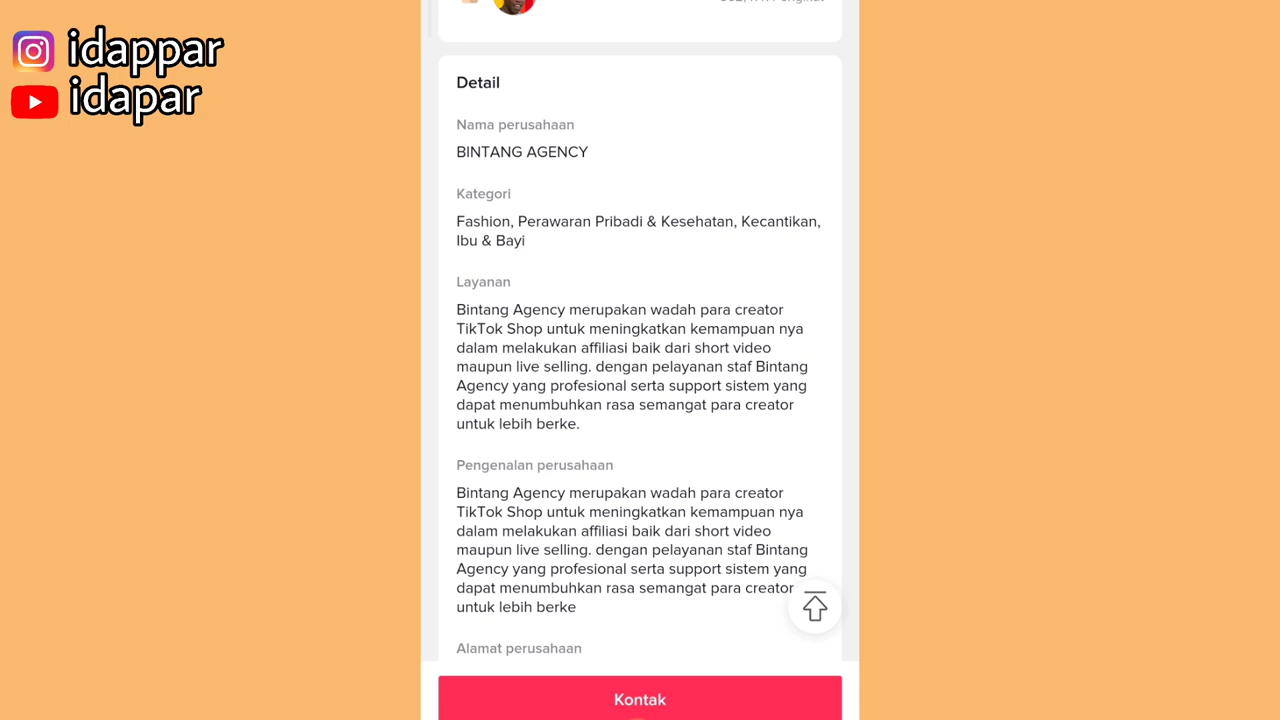 idappar
idapar
Detail
Nama perusahaan
BINTANG AGENCY
Kategori
Fashion, Perawaran Pribadi & Kesehatan, Kecantikan,
Ibu & Bayi
Layanan
Bintang Agency merupakan wadah para creator
TikTok Shop untuk meningkatkan kemampuan nya
dalam melakukan affiliasi baik dari short video
maupun live selling. dengan pelayanan staf Bintang
Agency yang profesional serta support sistem yang
dapat menumbuhkan rasa semangat para creator
untuk lebih berke.
Pengenalan perusahaan
Bintang Agency merupakan wadah para creator
TikTok Shop untuk meningkatkan kemampuan nya
dalam melakukan affiliasi baik dari short video
maupun live selling. dengan pelayanan staf Bintang
Agency yang profesional serta support sistem yang
dapat menumbuhkan rasa semangat para creator
untuk lebih berke
Alamat perusahaan
Kontak